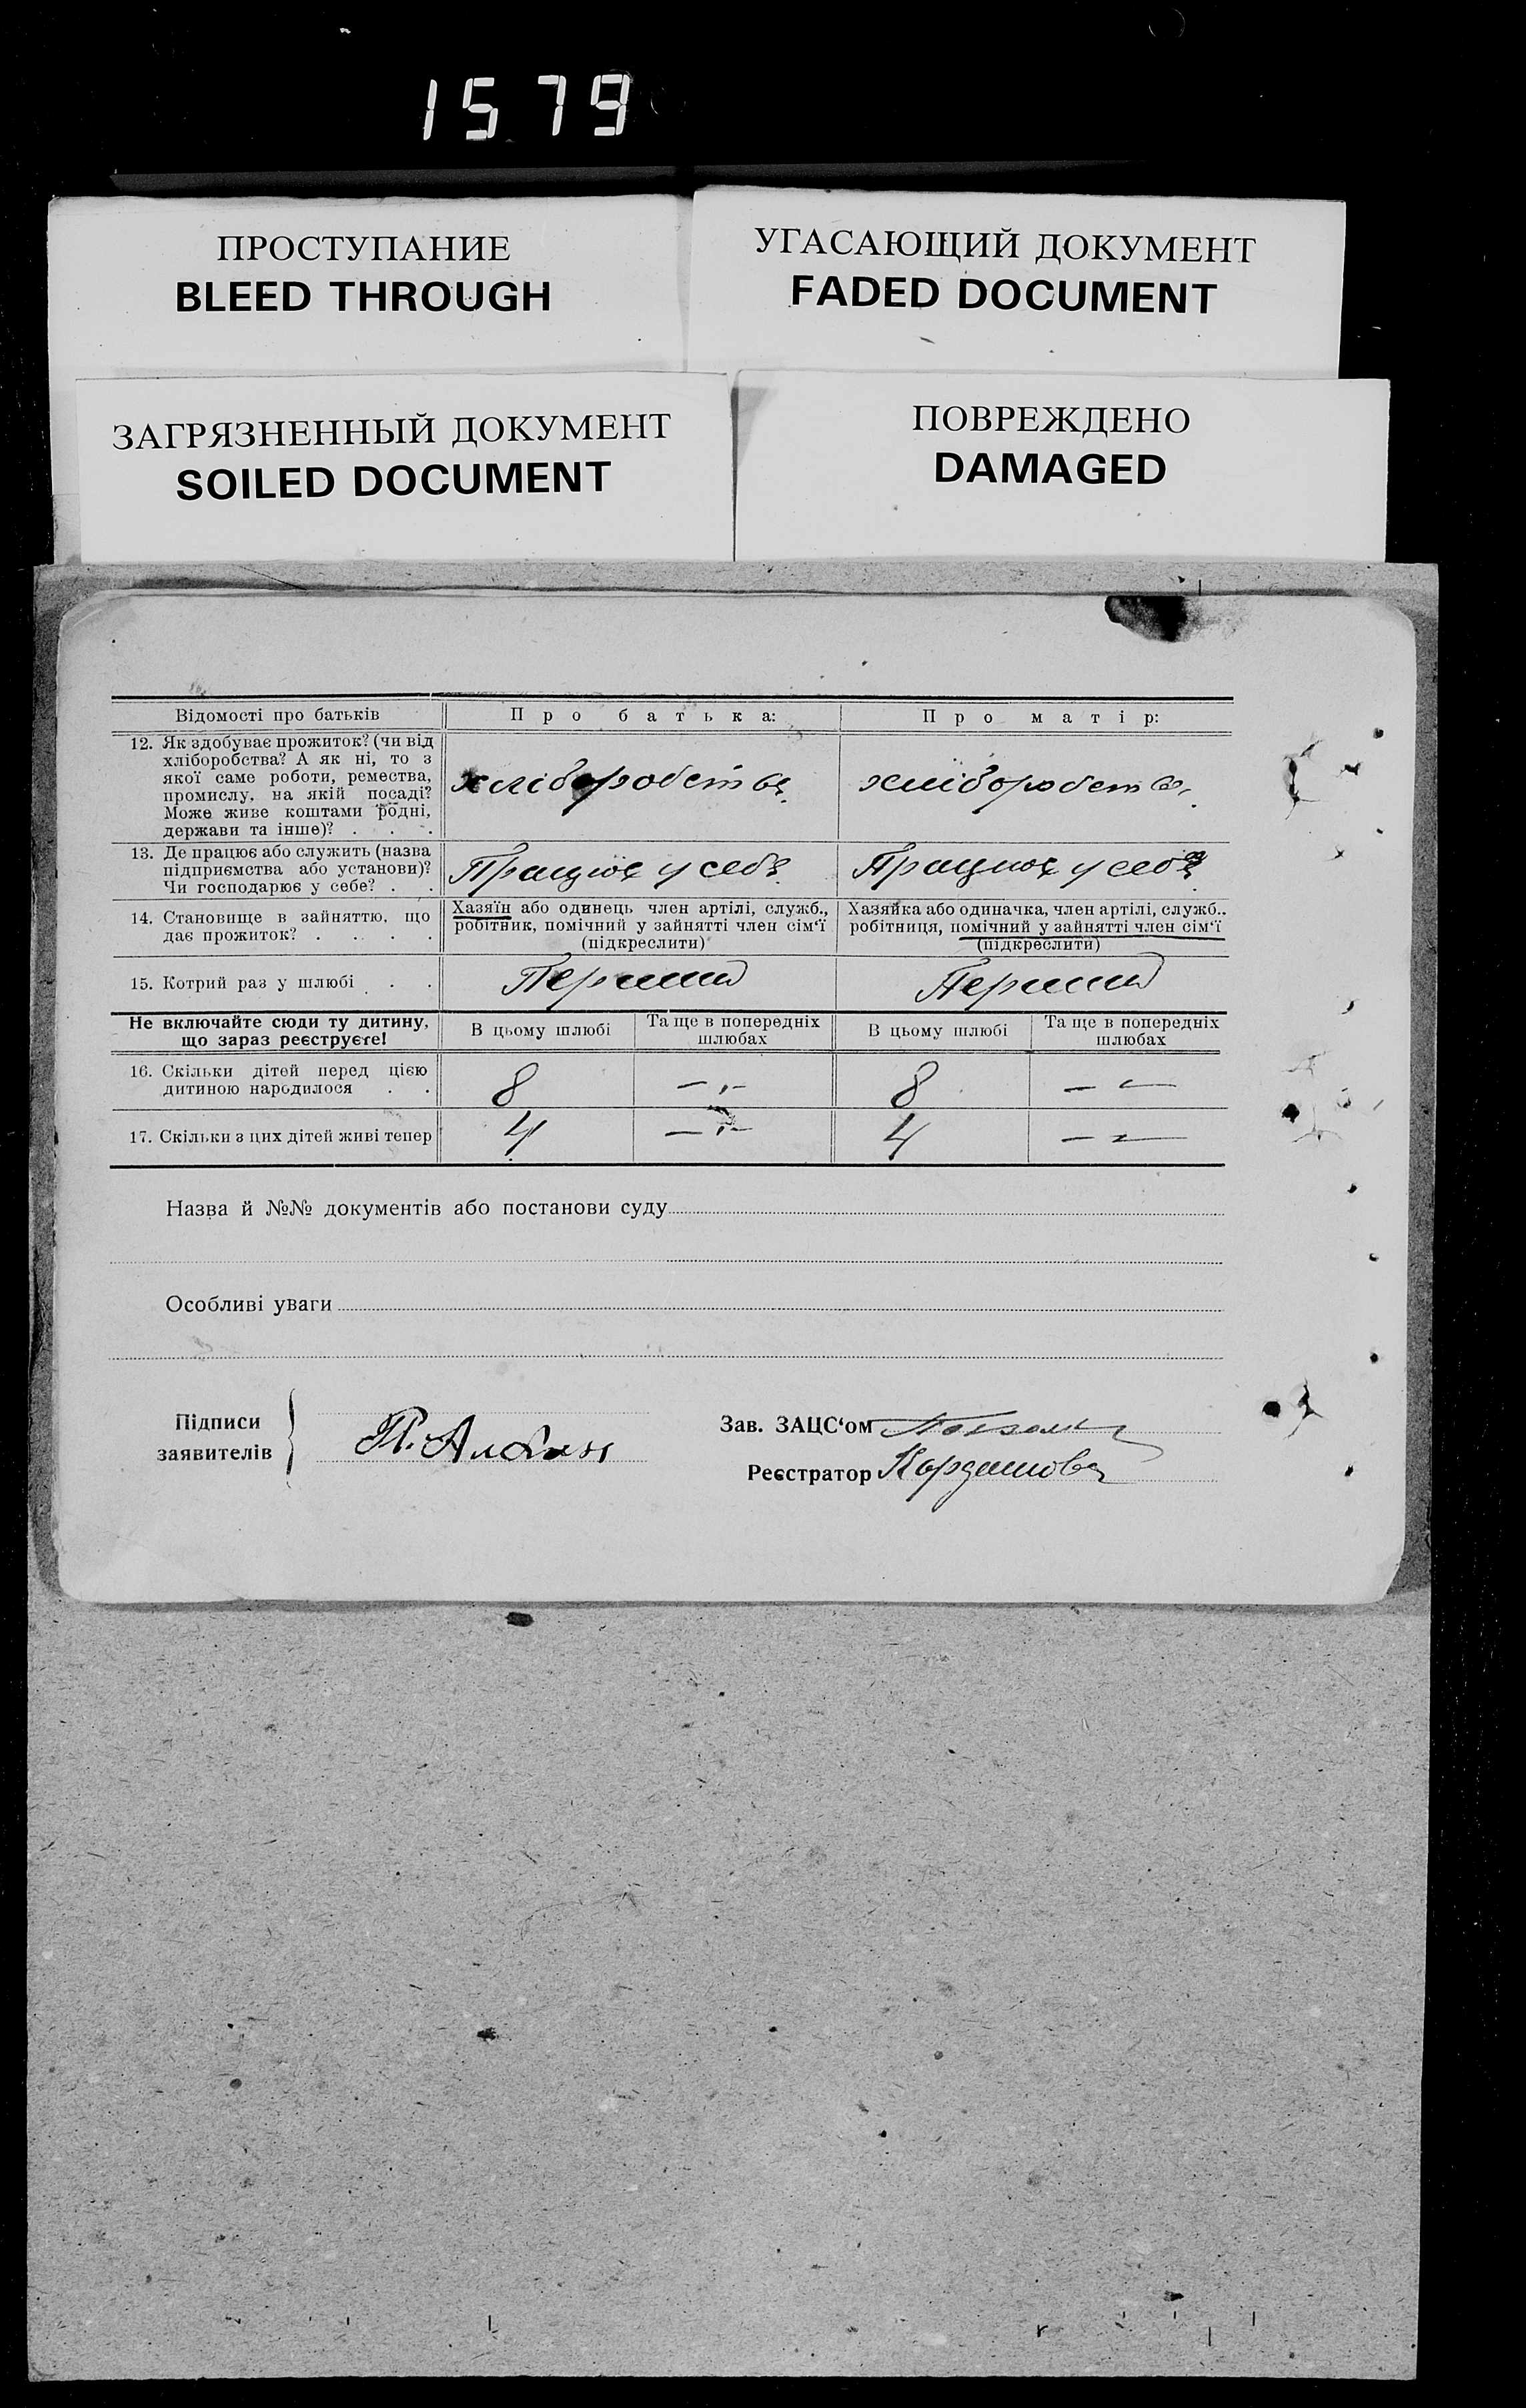 1579
ПРОСТУПАНИЕ
BLEED THROUGH
УГАСАЮЩИЙ ДОКУМЕНТ
FADED DOCUMENT
ЗАГРЯЗНЕННЫЙ ДОКУМЕНТ
SOILED DOCUMENT
ПОВРЕЖДЕНО
DAMAGED
Відомості про батьків
Про батька:
Про матір:
12. Як здобуває прожиток? (чи від
хліборобства? А як ні, то з
якої саме роботи, ремества,
промислу, на якій посаді?
Може живе коштами родні,
держави та інше)? . . .
хліборобства
хліборобства
13. Де працює або служить (назва
підприємства або установи)?
Чи господарює у себе? . .
Працює у себе
Працює у себе
14. Становище в зайняттю, що
дає прожиток? . . . . .
Хазяїн або одинець член артілі, служб.,
робітник, помічний у зайнятті член сім‘ї
(підкреслити)
Хазяйка або одиначка, член артілі, служб..
робітниця, помічний у зайнятті член сім‘ї
(підкреслити)
15. Котрий раз у шлюбі . . .
Перший
Перший
Не включайте сюди ту дитину,
що зараз реєструєте!
В цьому шлюбі
Та ще в попередніх
шлюбах
В цьому шлюбі
Та ще в попередніх
шлюбах
16. Скільки дітей перед цією
дитиною народилося . .
8
— „—
8
— „—
17. Скільки з цих дітей живі тепер
4
— „—
4
— „—
Назва й №№ документів або постанови суду
Особливі уваги
Підписи
заявителів
П. Албин
Зав. ЗАЦС‘ом
Реєстратор Кордашова